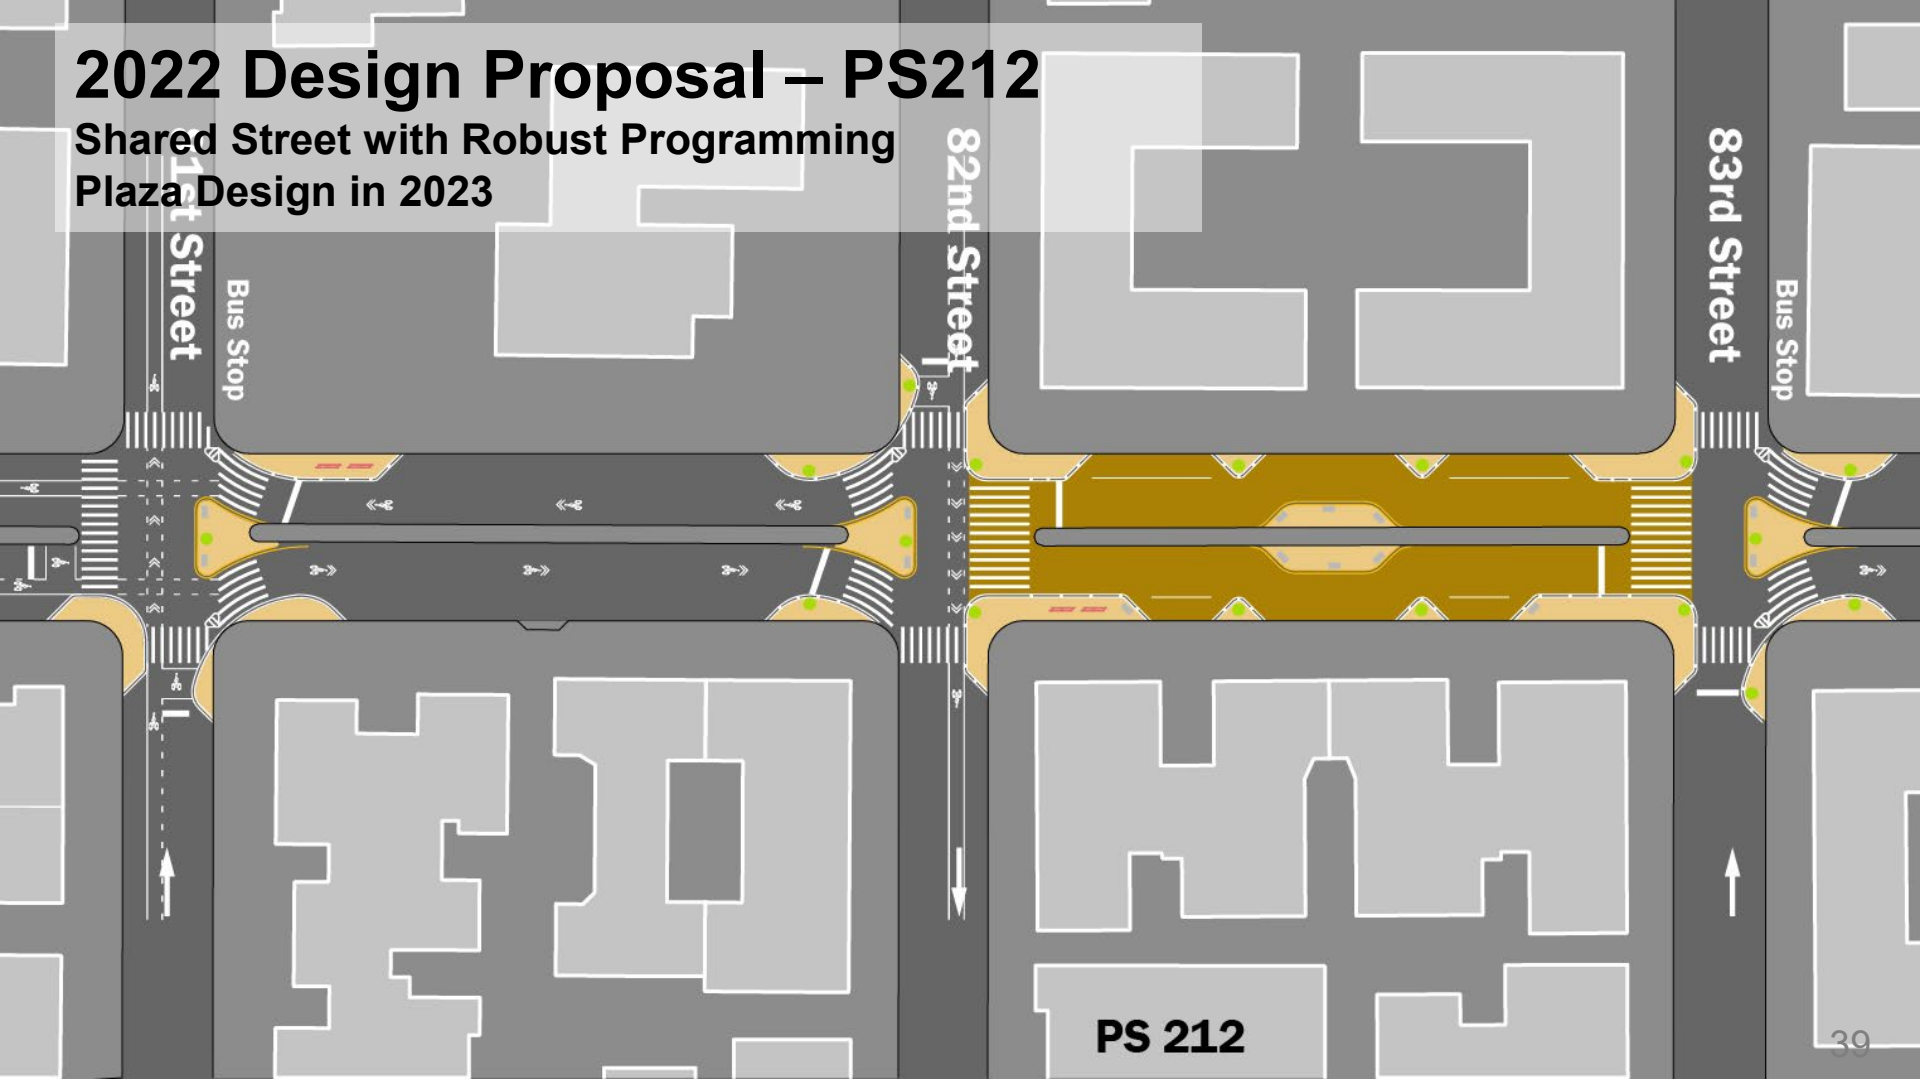 2022 Design Proposal – PS212
Shared Street with Robust Programming
Plaza Design in 2023
81st Street
Bus Stop
82nd Street
83rd Street
Bus Stop
PS 212
39